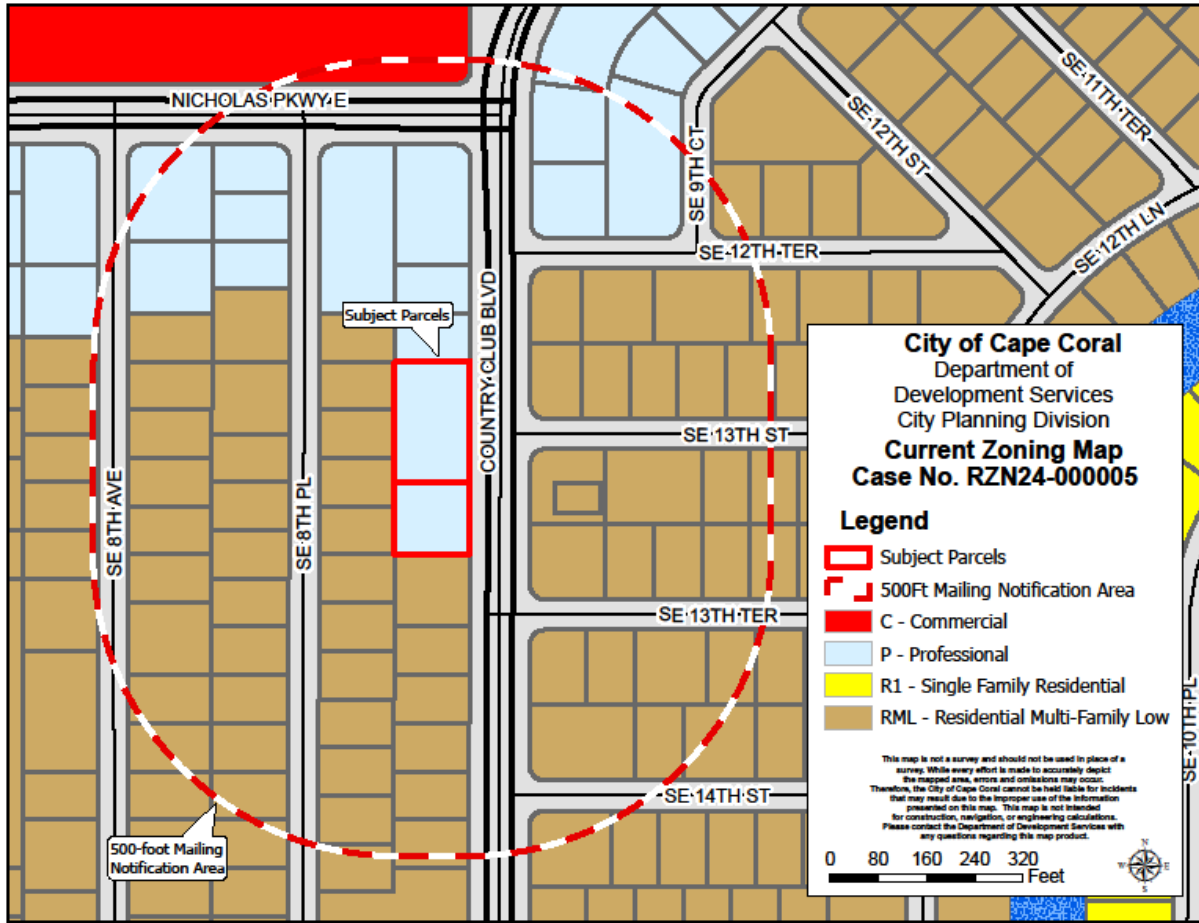 NICHOLAS PKWY E
SE 9TH CT
SE 12TH ST
SE 11TH TER
SE 12TH LN
SE 12TH TER
Subject Parcels
COUNTRY CLUB BLVD
SE 13TH ST
SE 8TH AVE
SE 8TH PL
SE 13TH TER
SE 14TH ST
SE 10TH PL
500-foot Mailing
Notification Area
City of Cape Coral
Department of
Development Services
City Planning Division
Current Zoning Map
Case No. RZN24-000005
Legend
Subject Parcels
500Ft Mailing Notification Area
C - Commercial
P - Professional
R1 - Single Family Residential
RML - Residential Multi-Family Low
This map is not a survey and should not be used in place of a
survey. While every effort is made to accurately depict
the mapped area, errors and omissions may occur.
Therefore, the City of Cape Coral cannot be held liable for incidents
that may result due to the improper use of the information
presented on this map. This map is not intended
for construction, navigation, or engineering calculations.
Please contact the Department of Development Services with
any questions regarding this map product.
0 80 160 240 320
Feet
N
W E
S